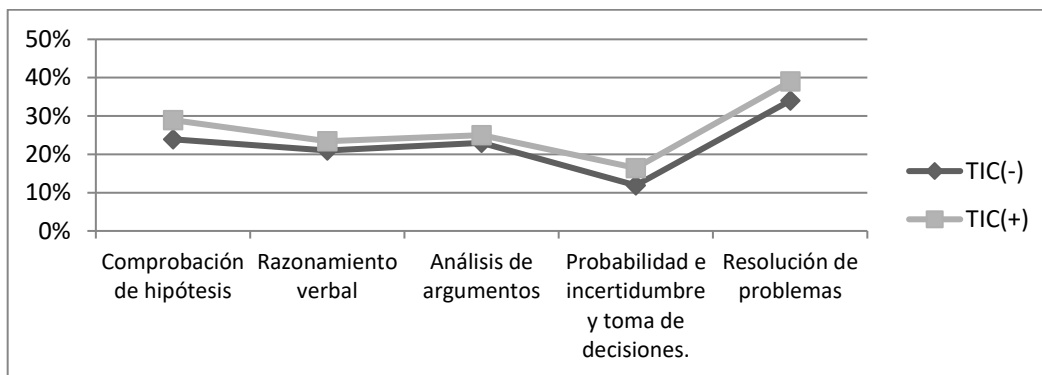 50%
40%
30%
20%
10%
0%
Comprobación
de hipótesis
Razonamiento
verbal
Análisis de
argumentos
Probabilidad e
incertidumbre
y toma de
decisiones.
Resolución de
problemas
TIC(-)
TIC(+)